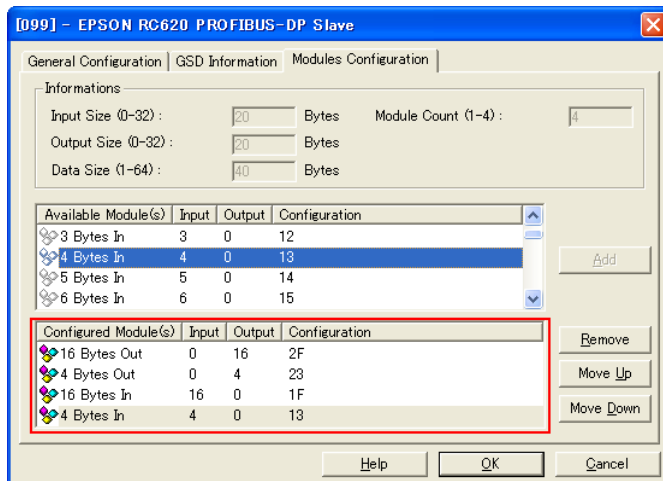 [099] - EPSON RC620 PROFIBUS-DP Slave
General Configuration GSD Information Modules Configuration
Informations
Input Size (0-32) : 20 Bytes Module Count (1-4) : 4
Output Size (0-32) : 20 Bytes
Data Size (1-64) : 40 Bytes
Available Module(s) Input Output Configuration
3 Bytes In 3 0 12
4 Bytes In 4 0 13
Add
5 Bytes In 5 0 14
6 Bytes In 6 0 15
Configured Module(s) Input Output Configuration
Remove
16 Bytes Out 0 16 2F
4 Bytes Out 0 4 23
Move Up
16 Bytes In 16 0 1F
4 Bytes In 4 0 13
Move Down
Help OK Cancel